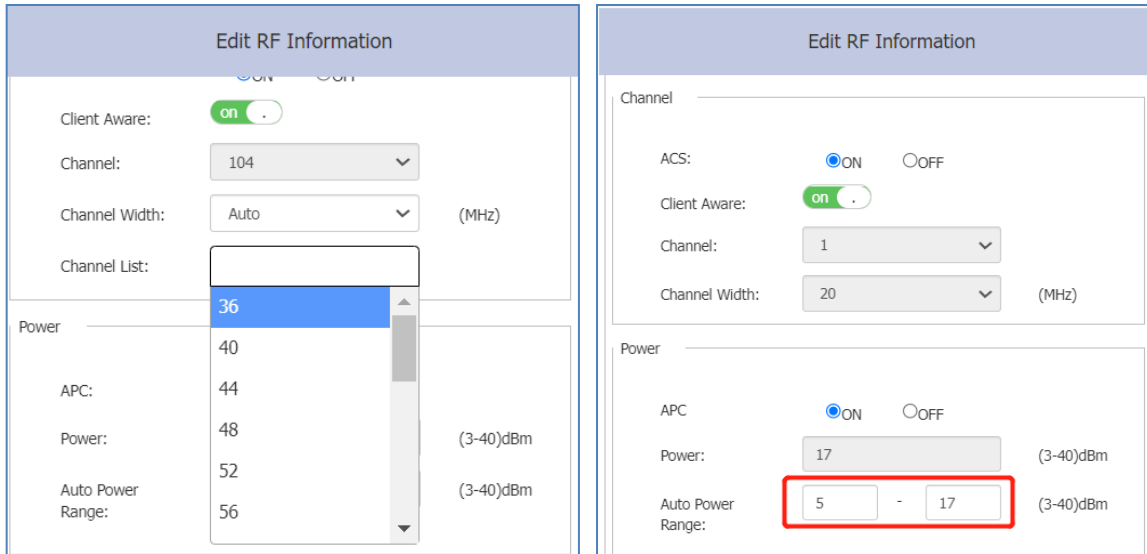 Edit RF Information
ON OFF
Client Aware: on .
Channel: 104
Channel Width: Auto (MHz)
Channel List:
36
40
44
48
52
56
Power
APC:
Power: (3-40)dBm
Auto Power Range: (3-40)dBm
Edit RF Information
Channel
ACS: ON OFF
Client Aware: on .
Channel: 1
Channel Width: 20 (MHz)
Power
APC ON OFF
Power: 17 (3-40)dBm
Auto Power Range: 5 - 17 (3-40)dBm